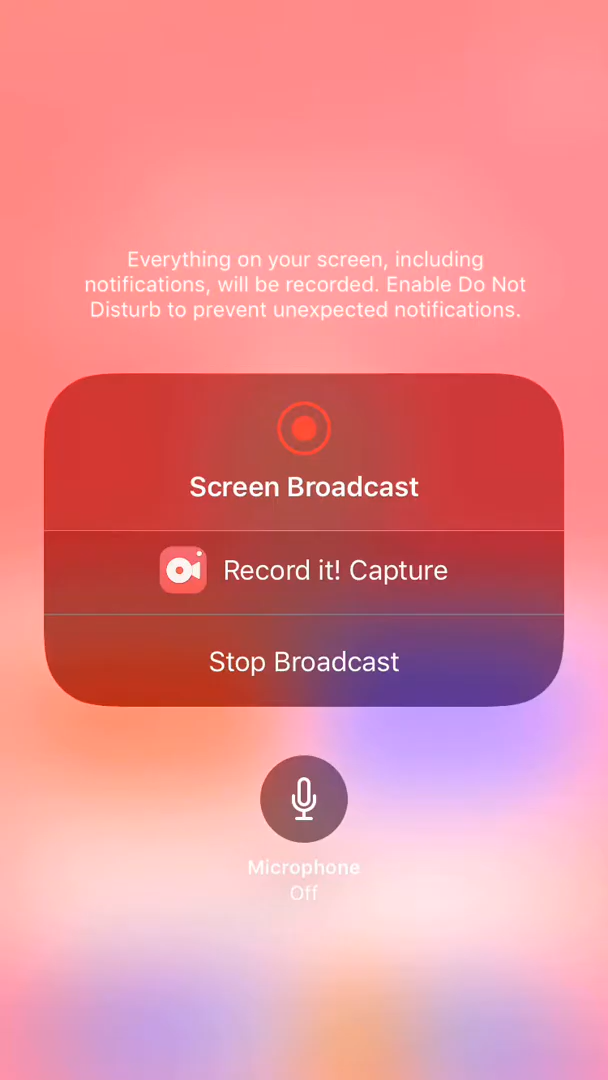 Everything on your screen, including
notifications, will be recorded. Enable Do Not
Disturb to prevent unexpected notifications.
Screen Broadcast
Record it! Capture
Stop Broadcast
Microphone
Off